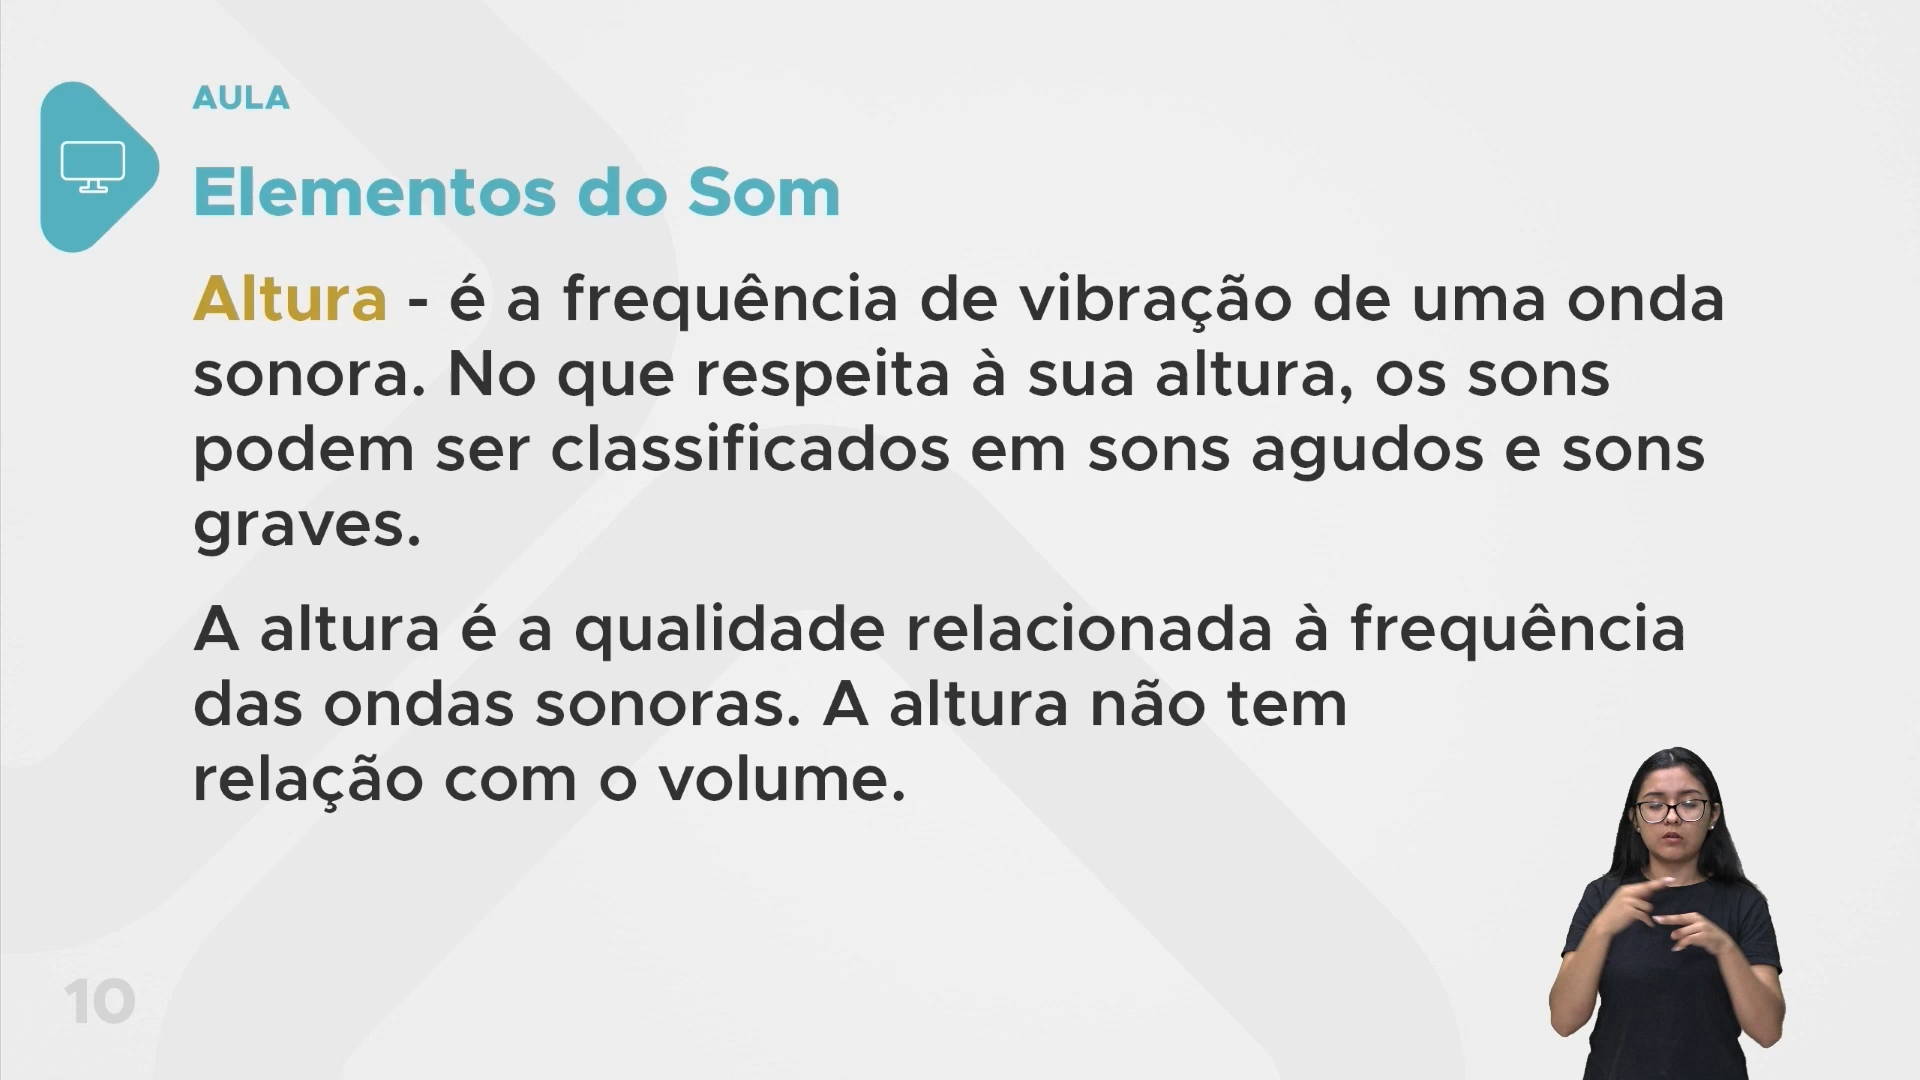 AULA
Elementos do Som
Altura - é a frequência de vibração de uma onda
sonora. No que respeita à sua altura, os sons
podem ser classificados em sons agudos e sons
graves.
A altura é a qualidade relacionada à frequência
das ondas sonoras. A altura não tem
relação com o volume.
10